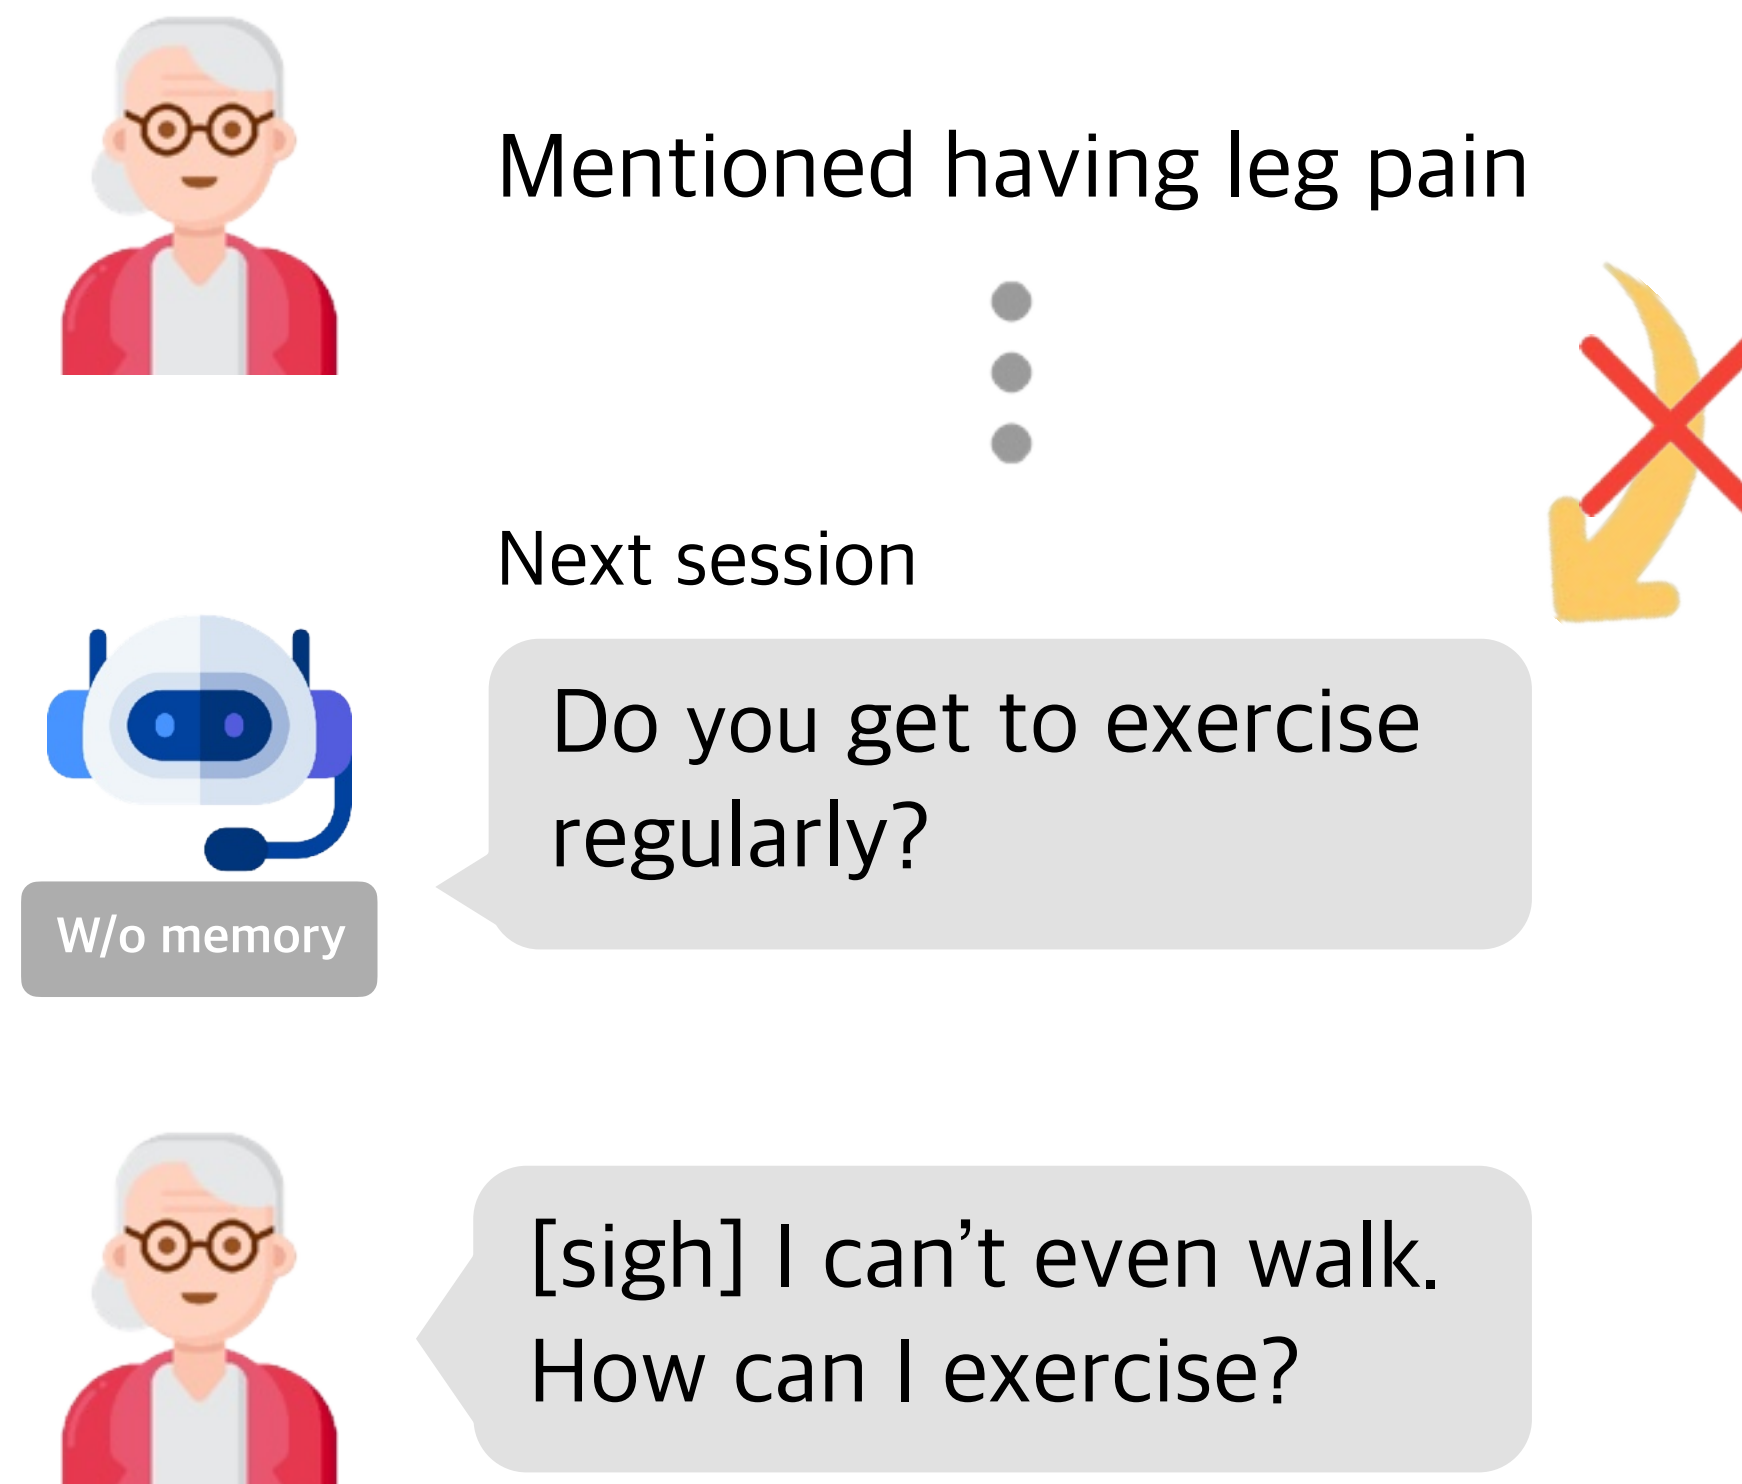 Mentioned having leg pain
Next session
Do you get to exercise
regularly?
W/o memory
[sigh] I can’t even walk.
How can I exercise?